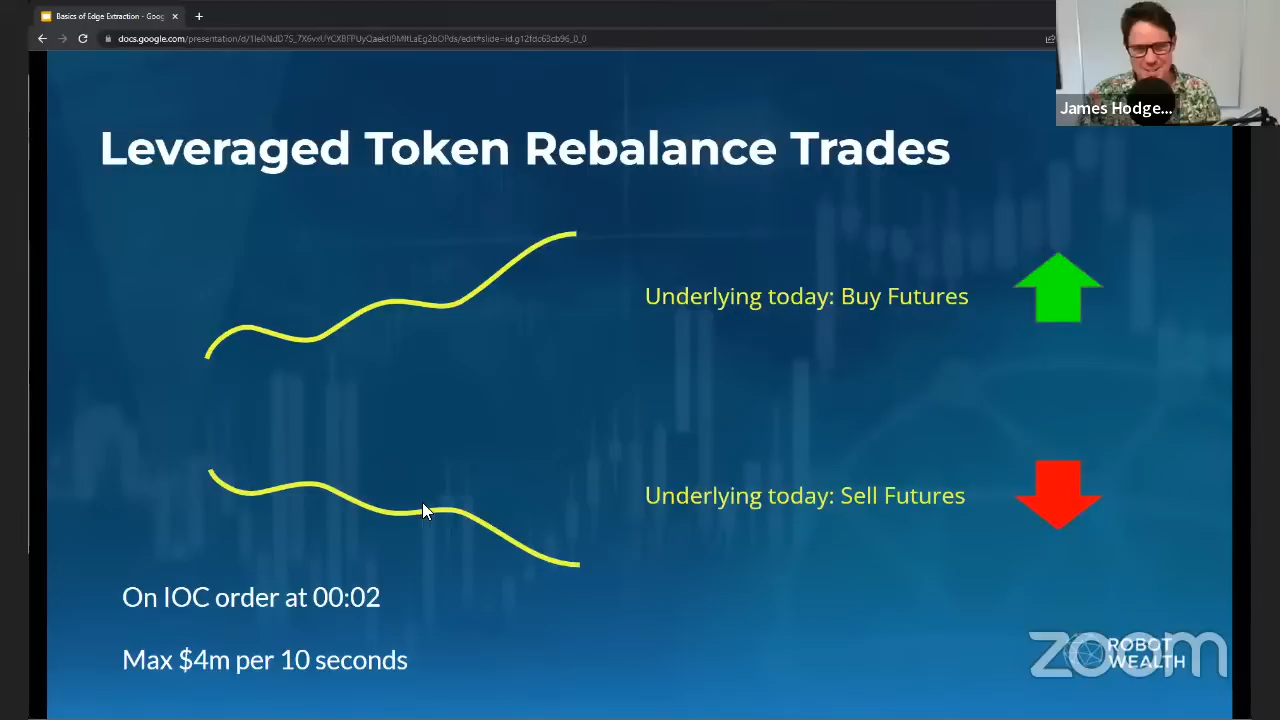 Basics of Edge Extraction - Goog
docs.google.com/presentation/d/1Ie0NdD7S_7X6vxUYCXBFPUyQaektI9MltLaEg2bOPds/edit#slide=id.g12fdc63cb96_0_0
James Hodge...
Leveraged Token Rebalance Trades
Underlying today: Buy Futures
Underlying today: Sell Futures
On IOC order at 00:02
Max $4m per 10 seconds
zoom
ROBOT
WEALTH